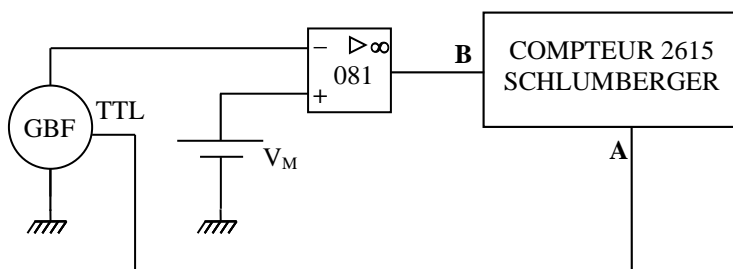 − ▷ ∞
081
+
B
COMPTEUR 2615
SCHLUMBERGER
GBF
TTL
V_M
A